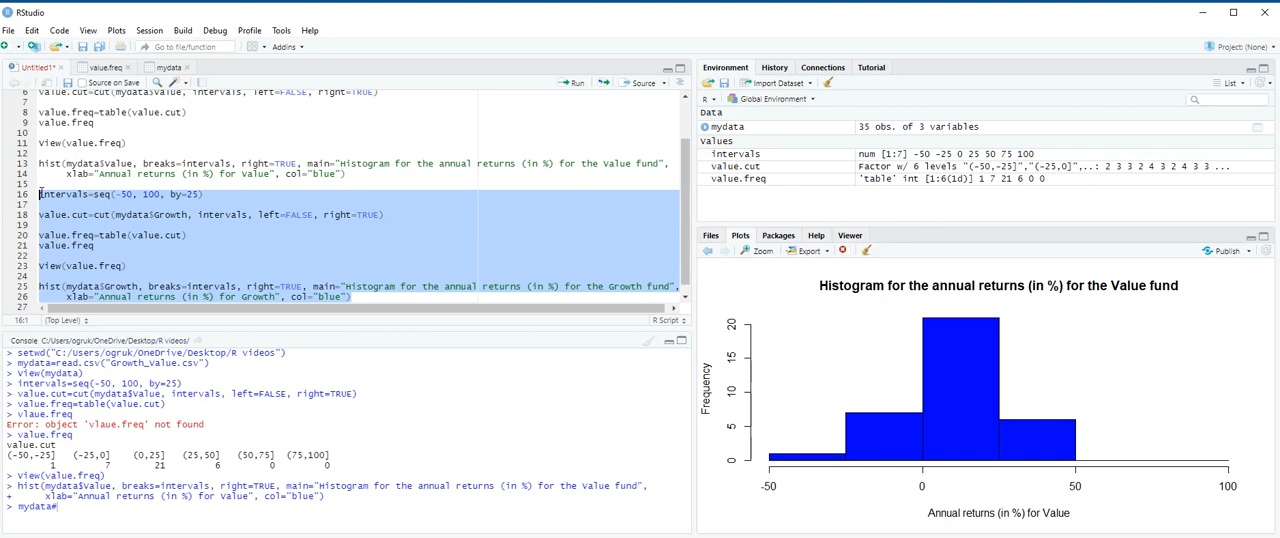 RStudio
File Edit Code View Plots Session Build Debug Profile Tools Help
Go to file/function Addins Project: (None)
Untitled1* value.freq mydata
Source on Save Run Source
6 value.cut=cut(mydata$Value, intervals, left=FALSE, right=TRUE)
7
8 value.freq=table(value.cut)
9 value.freq
10
11 View(value.freq)
12
13 hist(mydata$Value, breaks=intervals, right=TRUE, main="Histogram for the annual returns (in %) for the Value fund",
14 xlab="Annual returns (in %) for Value", col="blue")
15
16 intervals=seq(-50, 100, by=25)
17
18 value.cut=cut(mydata$Growth, intervals, left=FALSE, right=TRUE)
19
20 value.freq=table(value.cut)
21 value.freq
22
23 View(value.freq)
24
25 hist(mydata$Growth, breaks=intervals, right=TRUE, main="Histogram for the annual returns (in %) for the Growth fund",
26 xlab="Annual returns (in %) for Growth", col="blue")
27
16:1 (Top Level) R Script
Console C:/Users/ogruk/OneDrive/Desktop/R videos/
> setwd("C:/Users/ogruk/OneDrive/Desktop/R videos")
> mydata=read.csv("Growth_Value.csv")
> View(mydata)
> intervals=seq(-50, 100, by=25)
> value.cut=cut(mydata$Value, intervals, left=FALSE, right=TRUE)
> value.freq=table(value.cut)
> vlaue.freq
Error: object 'vlaue.freq' not found
> value.freq
value.cut
(-50,-25] (-25,0] (0,25] (25,50] (50,75] (75,100]
1 7 21 6 0 0
> View(value.freq)
> hist(mydata$Value, breaks=intervals, right=TRUE, main="Histogram for the annual returns (in %) for the Value fund",
+ xlab="Annual returns (in %) for Value", col="blue")
> mydata#
Environment History Connections Tutorial
Import Dataset List
R Global Environment
Data
mydata 35 obs. of 3 variables
Values
intervals num [1:7] -50 -25 0 25 50 75 100
value.cut Factor w/ 6 levels "(-50,-25]","(-25,0]",..: 2 3 3 2 4 3 2 4 3 3 ...
value.freq 'table' int [1:6(1d)] 1 7 21 6 0 0
Files Plots Packages Help Viewer
Zoom Export Publish
Histogram for the annual returns (in %) for the Value fund
Frequency
20
15
10
5
0
-50 0 50 100
Annual returns (in %) for Value